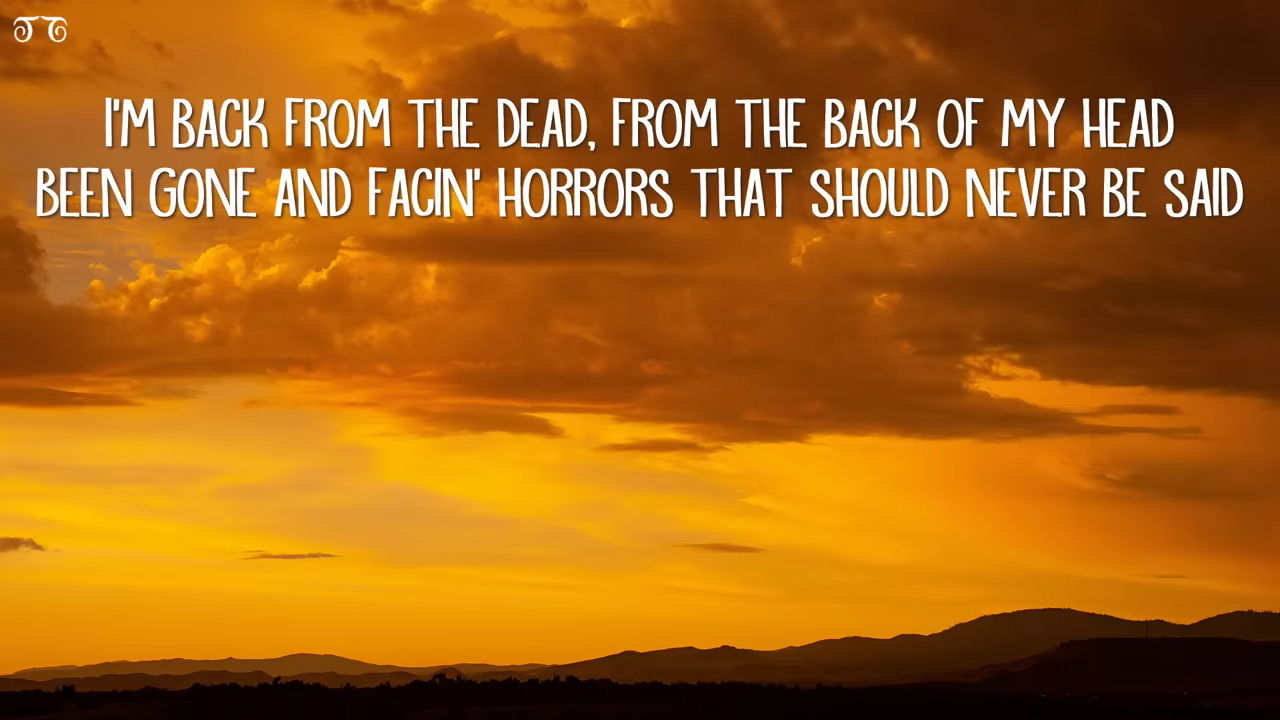 I'M BACK FROM THE DEAD, FROM THE BACK OF MY HEAD
BEEN GONE AND FACIN' HORRORS THAT SHOULD NEVER BE SAID